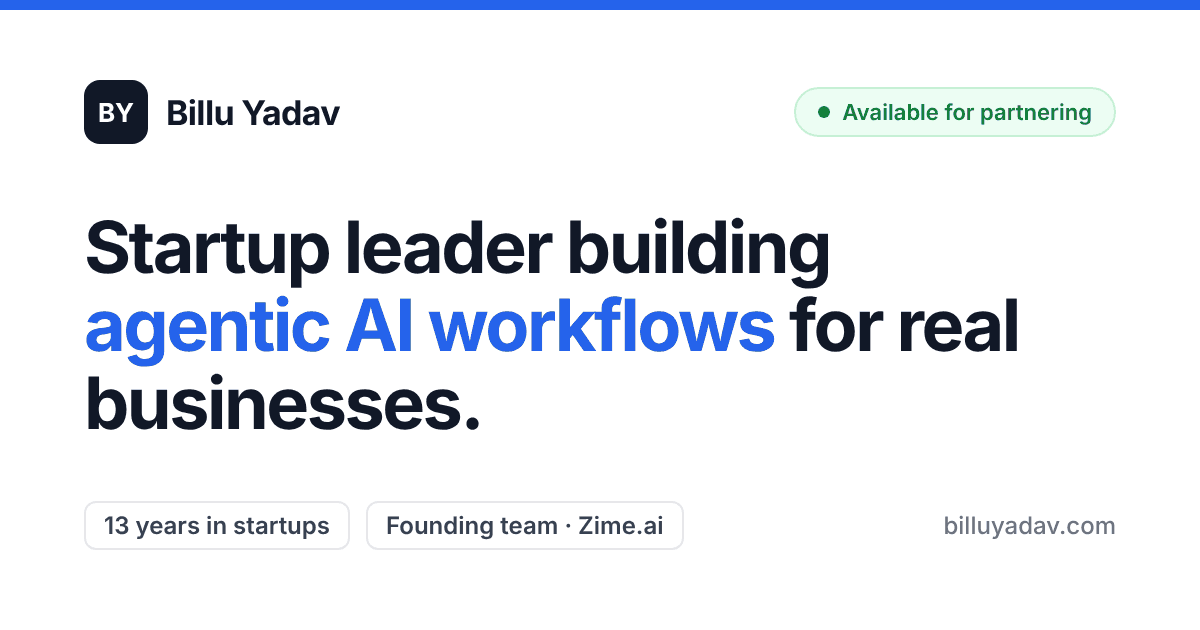 BY
Billu Yadav
Available for partnering
Startup leader building
agentic AI workflows for real
businesses.
13 years in startups
Founding team · Zime.ai
billuyadav.com